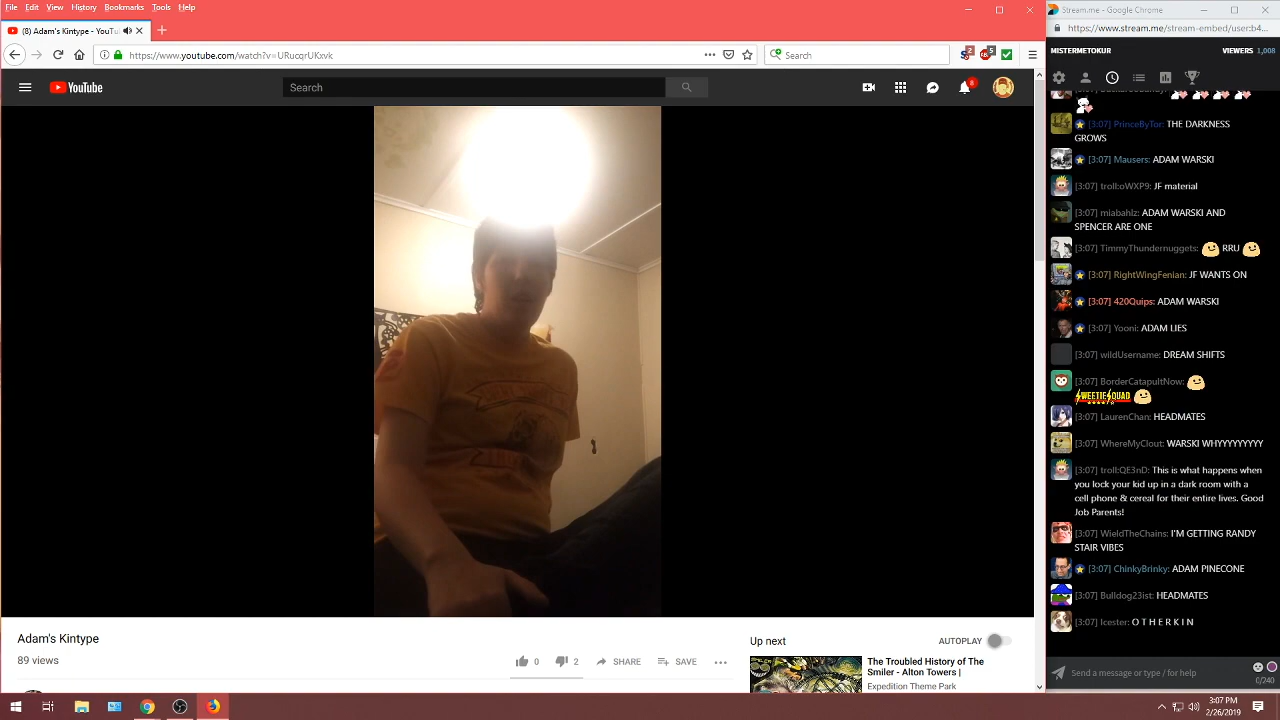 File Edit View History Bookmarks Tools Help
(8) Adam's Kintype - YouTu
https://www.youtube.com/watch?v=URucqrUKxvk
Search
YouTube
Search
8
Adam's Kintype
89 views
0 2 SHARE SAVE
Up next
AUTOPLAY
The Troubled History of The
Smiler - Alton Towers |
Expedition Theme Park
Stream.me - Google Chrome
https://www.stream.me/stream-embed/user:b4...
MISTERMETOKUR
VIEWERS 1,008
[3:07] PrinceByTor: THE DARKNESS
GROWS
[3:07] Mausers: ADAM WARSKI
[3:07] troll:oWXP9: JF material
[3:07] miabahlz: ADAM WARSKI AND
SPENCER ARE ONE
[3:07] TimmyThundernuggets: RRU
[3:07] RightWingFenian: JF WANTS ON
[3:07] 420Quips: ADAM WARSKI
[3:07] Yooni: ADAM LIES
[3:07] wildUsername: DREAM SHIFTS
[3:07] BorderCatapultNow:
SWEETIE SQUAD
[3:07] LaurenChan: HEADMATES
[3:07] WhereMyClout: WARSKI WHYYYYYYYYY
[3:07] troll:QE3nD: This is what happens when
you lock your kid up in a dark room with a
cell phone & cereal for their entire lives. Good
Job Parents!
[3:07] WieldTheChains: I'M GETTING RANDY
STAIR VIBES
[3:07] ChinkyBrinky: ADAM PINECONE
[3:07] Bulldog23ist: HEADMATES
[3:07] Icester: O T H E R K I N
Send a message or type / for help
0/240
3:07 PM
2/26/2019